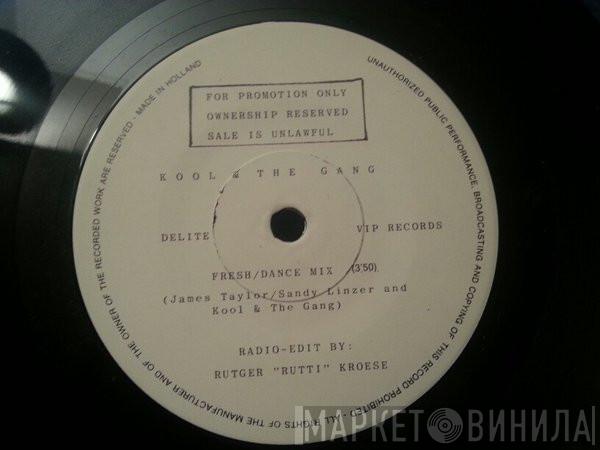 FOR PROMOTION ONLY
OWNERSHIP RESERVED
SALE IS UNLAWFUL
KOOL & THE GANG
DELITE
VIP RECORDS
FRESH/DANCE MIX (3'50)
(James Taylor/Sandy Linzer and
Kool & The Gang)
RADIO-EDIT BY:
RUTGER "RUTTI" KROESE
UNAUTHORIZED PUBLIC PERFORMANCE, BROADCASTING AND COPYING OF THIS RECORD PROHIBITED - ALL RIGHTS OF THE MANUFACTURER AND OF THE OWNER OF THE RECORDED WORK ARE RESERVED - MADE IN HOLLAND
МАРКЕТ ВИНИЛА